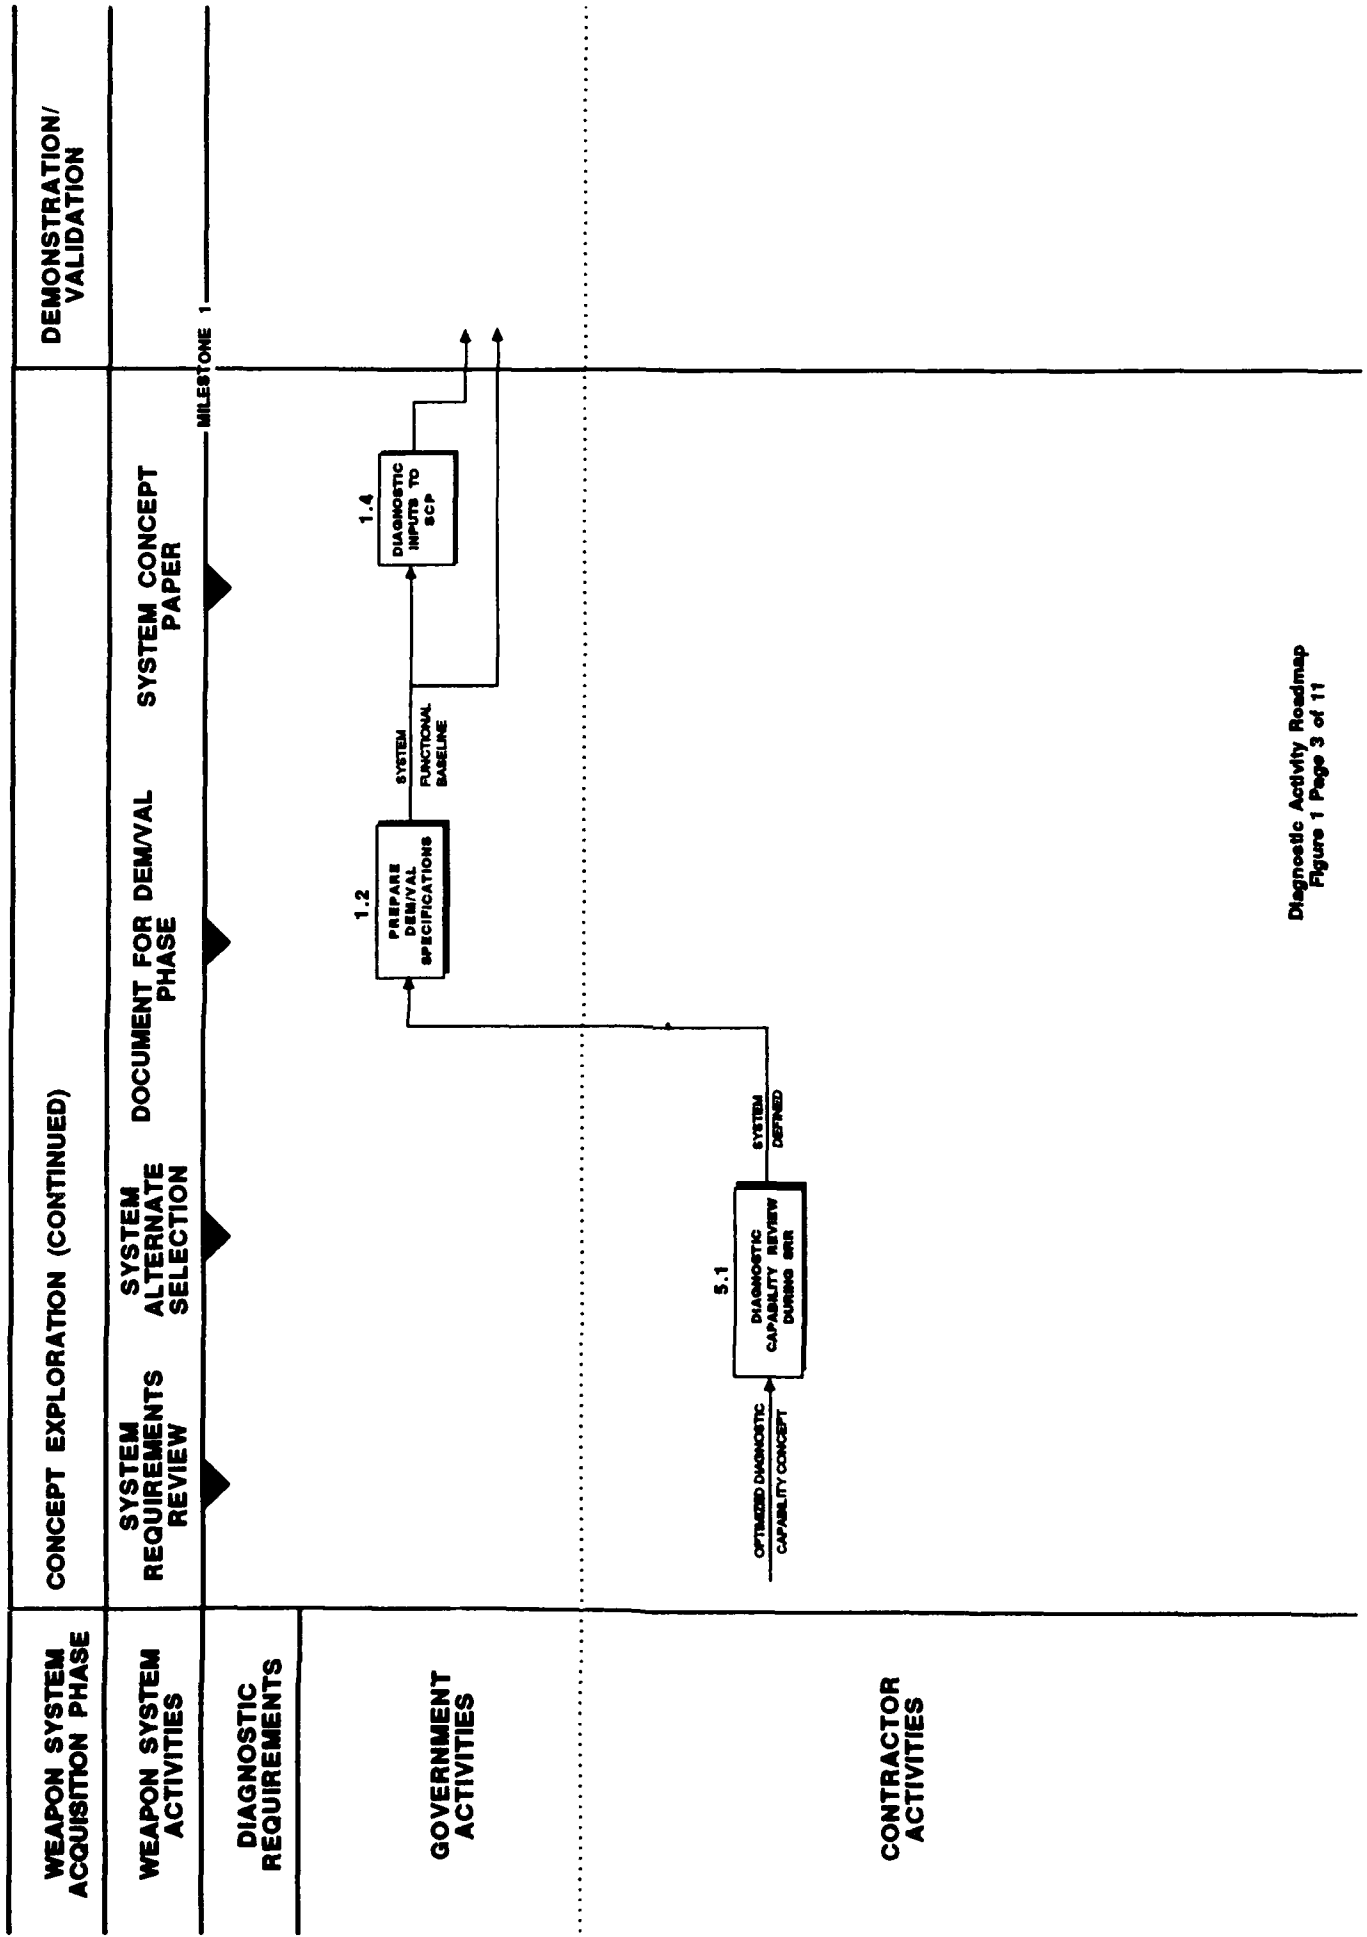 WEAPON SYSTEM
ACQUISITION PHASE
CONCEPT EXPLORATION (CONTINUED)
DEMONSTRATION/
VALIDATION
WEAPON SYSTEM
ACTIVITIES
SYSTEM
REQUIREMENTS
REVIEW
SYSTEM
ALTERNATE
SELECTION
DOCUMENT FOR DEM/VAL
PHASE
SYSTEM CONCEPT
PAPER
MILESTONE 1
DIAGNOSTIC
REQUIREMENTS
GOVERNMENT
ACTIVITIES
1.2
PREPARE
DEM/VAL
SPECIFICATIONS
SYSTEM
FUNCTIONAL
BASELINE
1.4
DIAGNOSTIC
INPUTS TO
SCP
CONTRACTOR
ACTIVITIES
OPTIMIZED DIAGNOSTIC
CAPABILITY CONCEPT
5.1
DIAGNOSTIC
CAPABILITY REVIEW
DURING SRR
SYSTEM
DEFINED
Diagnostic Activity Roadmap
Figure 1 Page 3 of 11